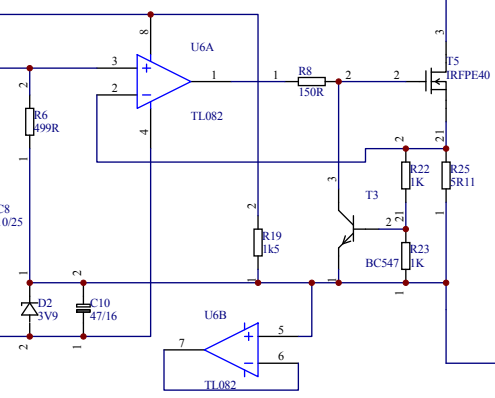 3
8
U6A
3
1
1
R8
2
2
T5
IRFPE40
2
2
150R
R6
499R
TL082
4
2
21
1
R22
1K
R25
5R11
3
T3
C8
10/25
2
21
1
2
R19
1k5
BC547
R23
1K
1
2
1
1
1
D2
3V9
C10
47/16
U6B
7
5
2
1
6
TL082